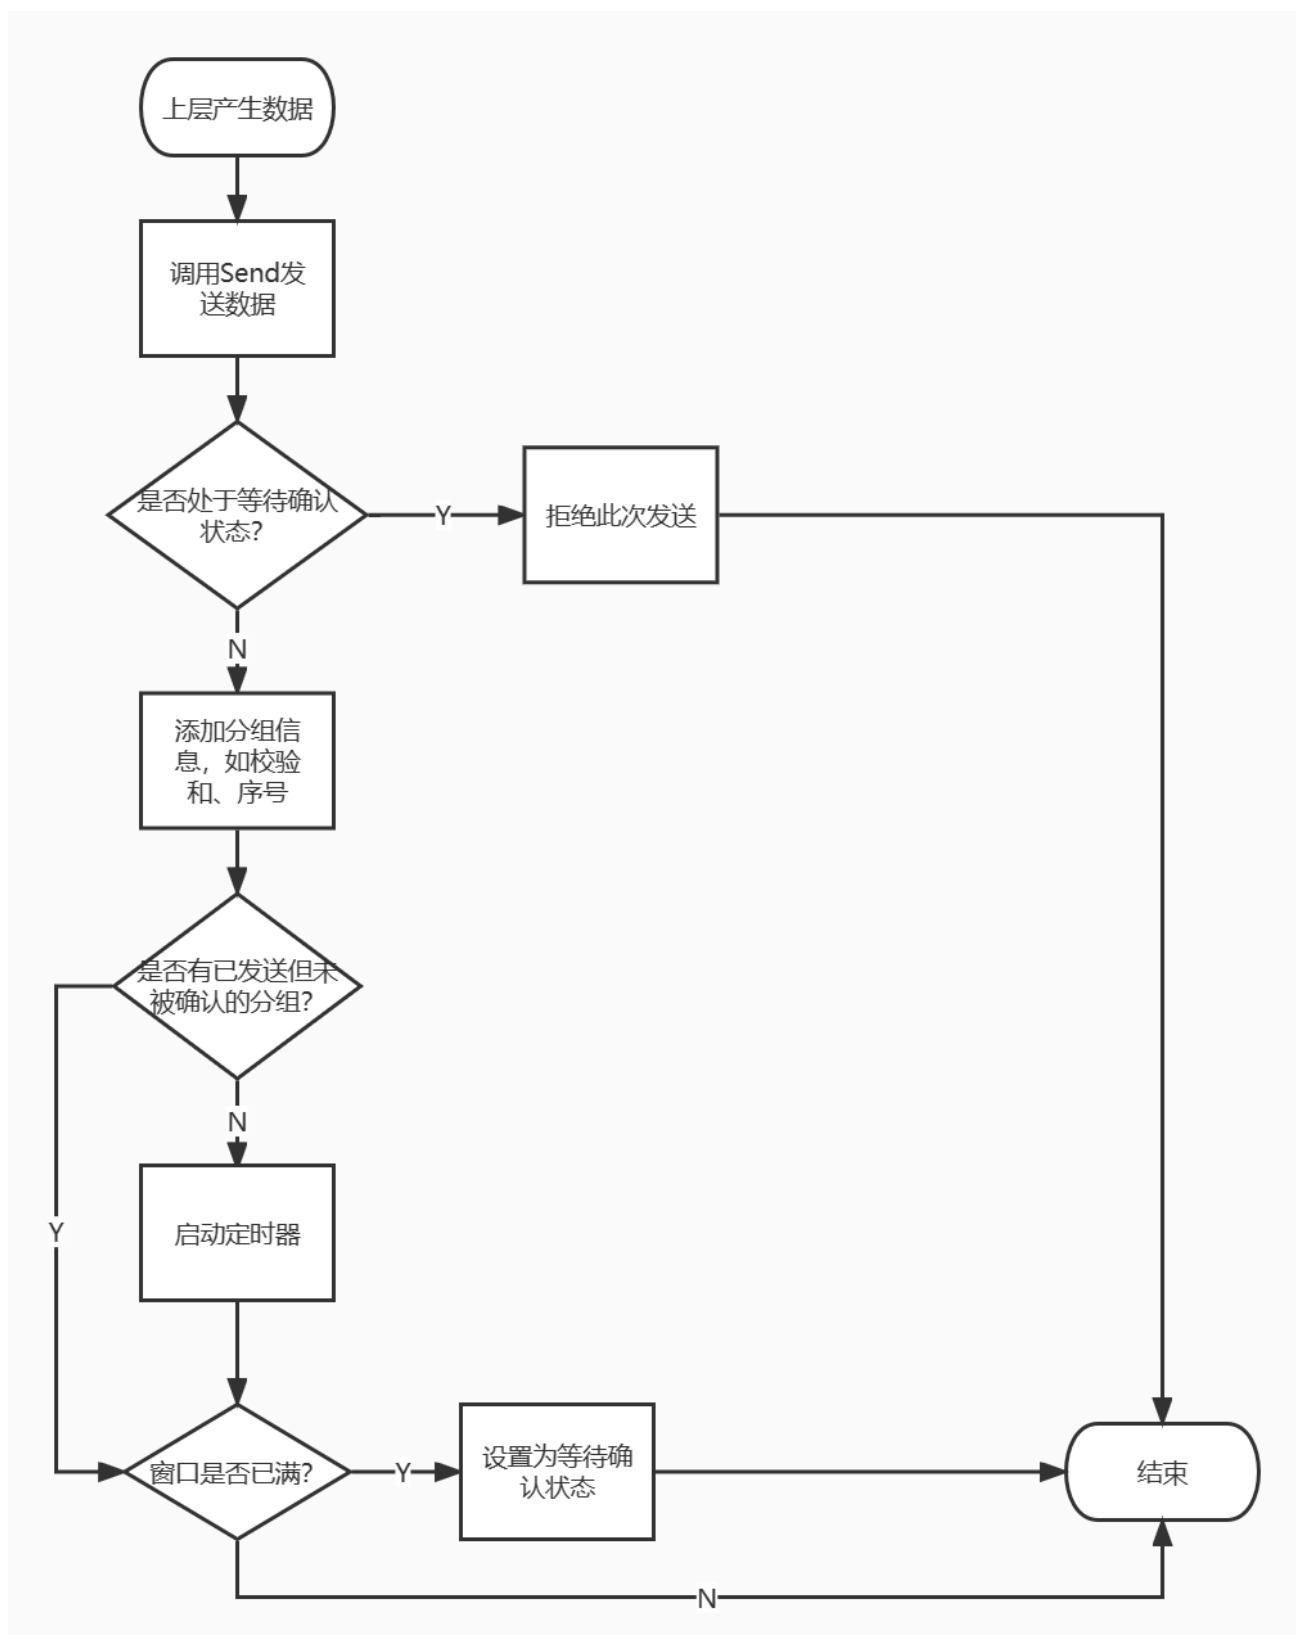 上层产生数据
调用Send发
送数据
是否处于等待确认
状态?
Y
拒绝此次发送
N
添加分组信
息，如校验
和、序号
是否有已发送但未
被确认的分组?
N
Y
启动定时器
窗口是否已满?
Y
设置为等待确
认状态
结束
N